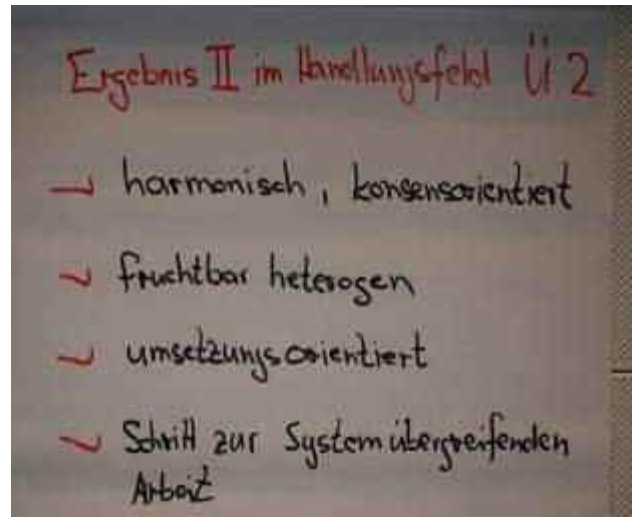 Ergebnis II im Handlungsfeld Ü 2
harmonisch, konsensorientiert
fruchtbar heterogen
umsetzungsorientiert
Schritt zur Systemübergreifenden
Arbeit